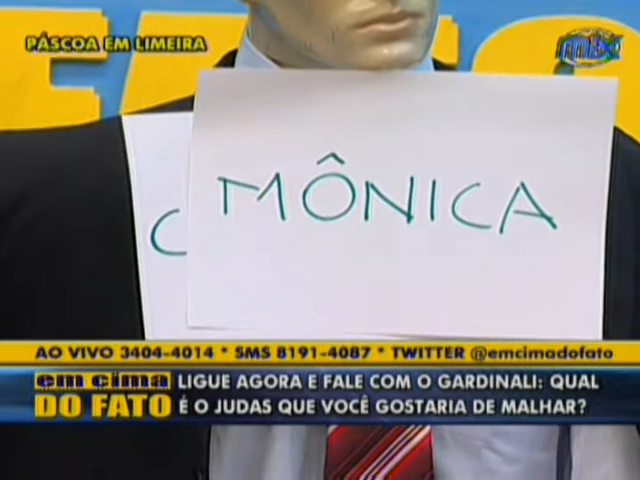 PÁSCOA EM LIMEIRA
mix
C
MÔNICA
AO VIVO 3404-4014 * SMS 8191-4087 * TWITTER @emcimadofato
em cima
DO FATO
LIGUE AGORA E FALE COM O GARDINALI: QUAL
É O JUDAS QUE VOCÊ GOSTARIA DE MALHAR?